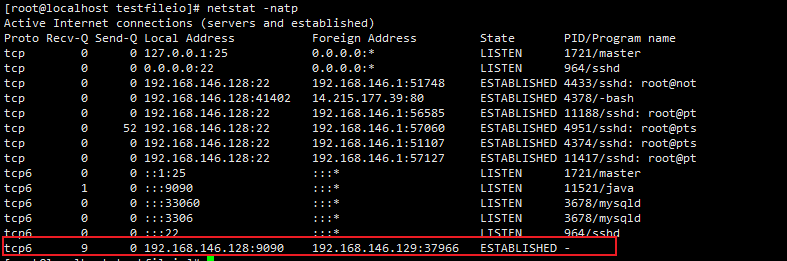 [root@localhost testfileio]# netstat -natp
Active Internet connections (servers and established)
Proto Recv-Q Send-Q Local Address           Foreign Address         State       PID/Program name
tcp        0      0 127.0.0.1:25            0.0.0.0:*               LISTEN      1721/master
tcp        0      0 0.0.0.0:22              0.0.0.0:*               LISTEN      964/sshd
tcp        0      0 192.168.146.128:22      192.168.146.1:51748     ESTABLISHED 4433/sshd: root@not
tcp        0      0 192.168.146.128:41402   14.215.177.39:80        ESTABLISHED 4378/-bash
tcp        0      0 192.168.146.128:22      192.168.146.1:56585     ESTABLISHED 11188/sshd: root@pt
tcp        0     52 192.168.146.128:22      192.168.146.1:57060     ESTABLISHED 4951/sshd: root@pts
tcp        0      0 192.168.146.128:22      192.168.146.1:51107     ESTABLISHED 4374/sshd: root@pts
tcp        0      0 192.168.146.128:22      192.168.146.1:57127     ESTABLISHED 11417/sshd: root@pt
tcp6       0      0 ::1:25                  :::*                    LISTEN      1721/master
tcp6       1      0 :::9090                 :::*                    LISTEN      11521/java
tcp6       0      0 :::33060                :::*                    LISTEN      3678/mysqld
tcp6       0      0 :::3306                 :::*                    LISTEN      3678/mysqld
tcp6       0      0 :::22                   :::*                    LISTEN      964/sshd
tcp6       9      0 192.168.146.128:9090    192.168.146.129:37966   ESTABLISHED -